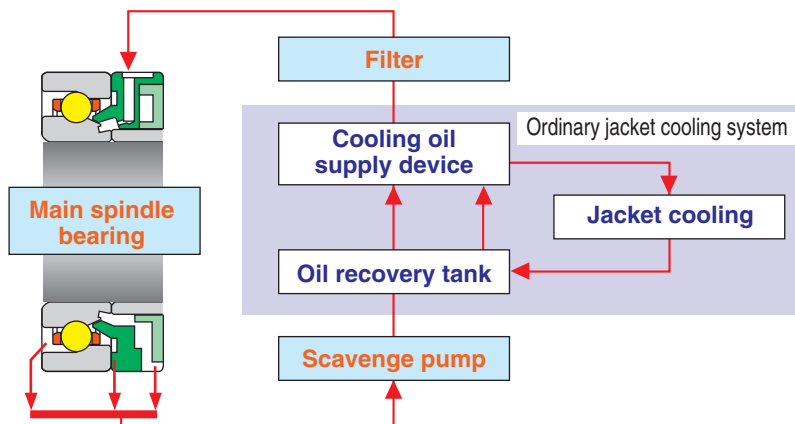 Filter
Ordinary jacket cooling system
Cooling oil
supply device
Main spindle
bearing
Jacket cooling
Oil recovery tank
Scavenge pump